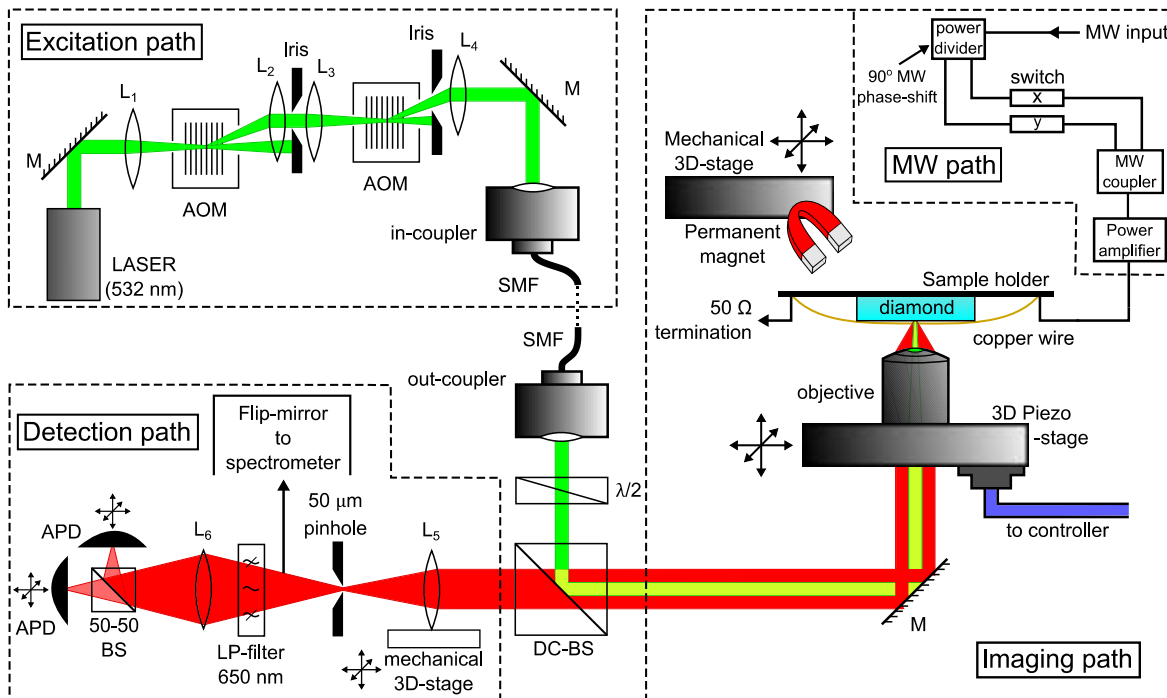 Excitation path
M
L1
AOM
LASER
(532 nm)
L2
Iris
L3
AOM
Iris
L4
M
in-coupler
SMF
SMF
out-coupler
λ/2
DC-BS
Detection path
Flip-mirror
to
spectrometer
50 μm
pinhole
APD
APD
50-50
BS
L6
LP-filter
650 nm
L5
mechanical
3D-stage
power
divider
MW input
90º MW
phase-shift
switch
x
y
MW path
MW
coupler
Power
amplifier
Mechanical
3D-stage
Permanent
magnet
Sample holder
50 Ω
termination
diamond
copper wire
objective
3D Piezo
-stage
to controller
M
Imaging path